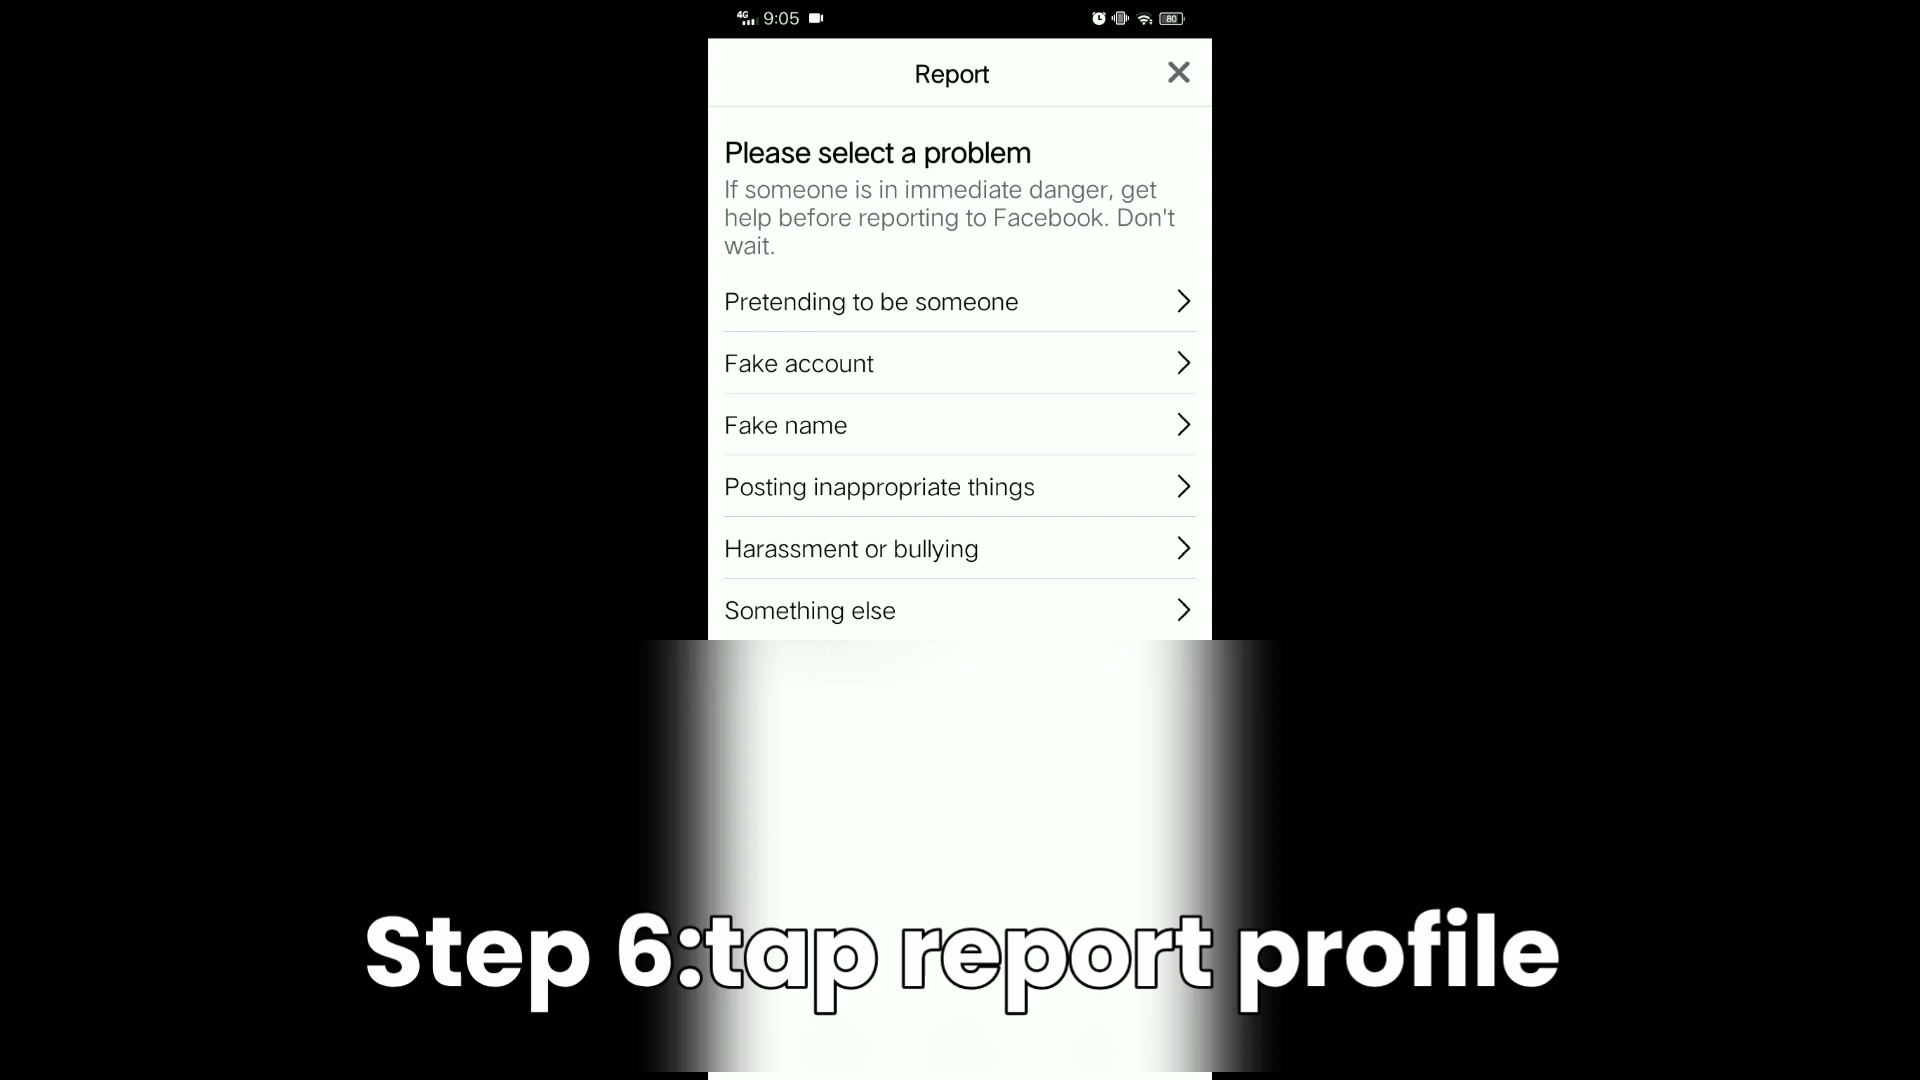 4G 9:05 80
Report
Please select a problem
If someone is in immediate danger, get
help before reporting to Facebook. Don't
wait.
Pretending to be someone
Fake account
Fake name
Posting inappropriate things
Harassment or bullying
Something else
Step 6:tap report profile